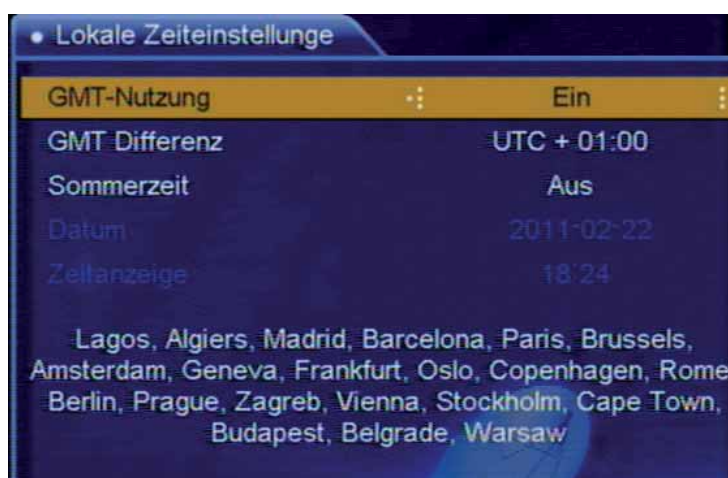 Lokale Zeiteinstellunge
GMT-Nutzung Ein
GMT Differenz UTC + 01:00
Sommerzeit Aus
Datum 2011-02-22
Zeitanzeige 18:24
Lagos, Algiers, Madrid, Barcelona, Paris, Brussels,
Amsterdam, Geneva, Frankfurt, Oslo, Copenhagen, Rome
Berlin, Prague, Zagreb, Vienna, Stockholm, Cape Town,
Budapest, Belgrade, Warsaw